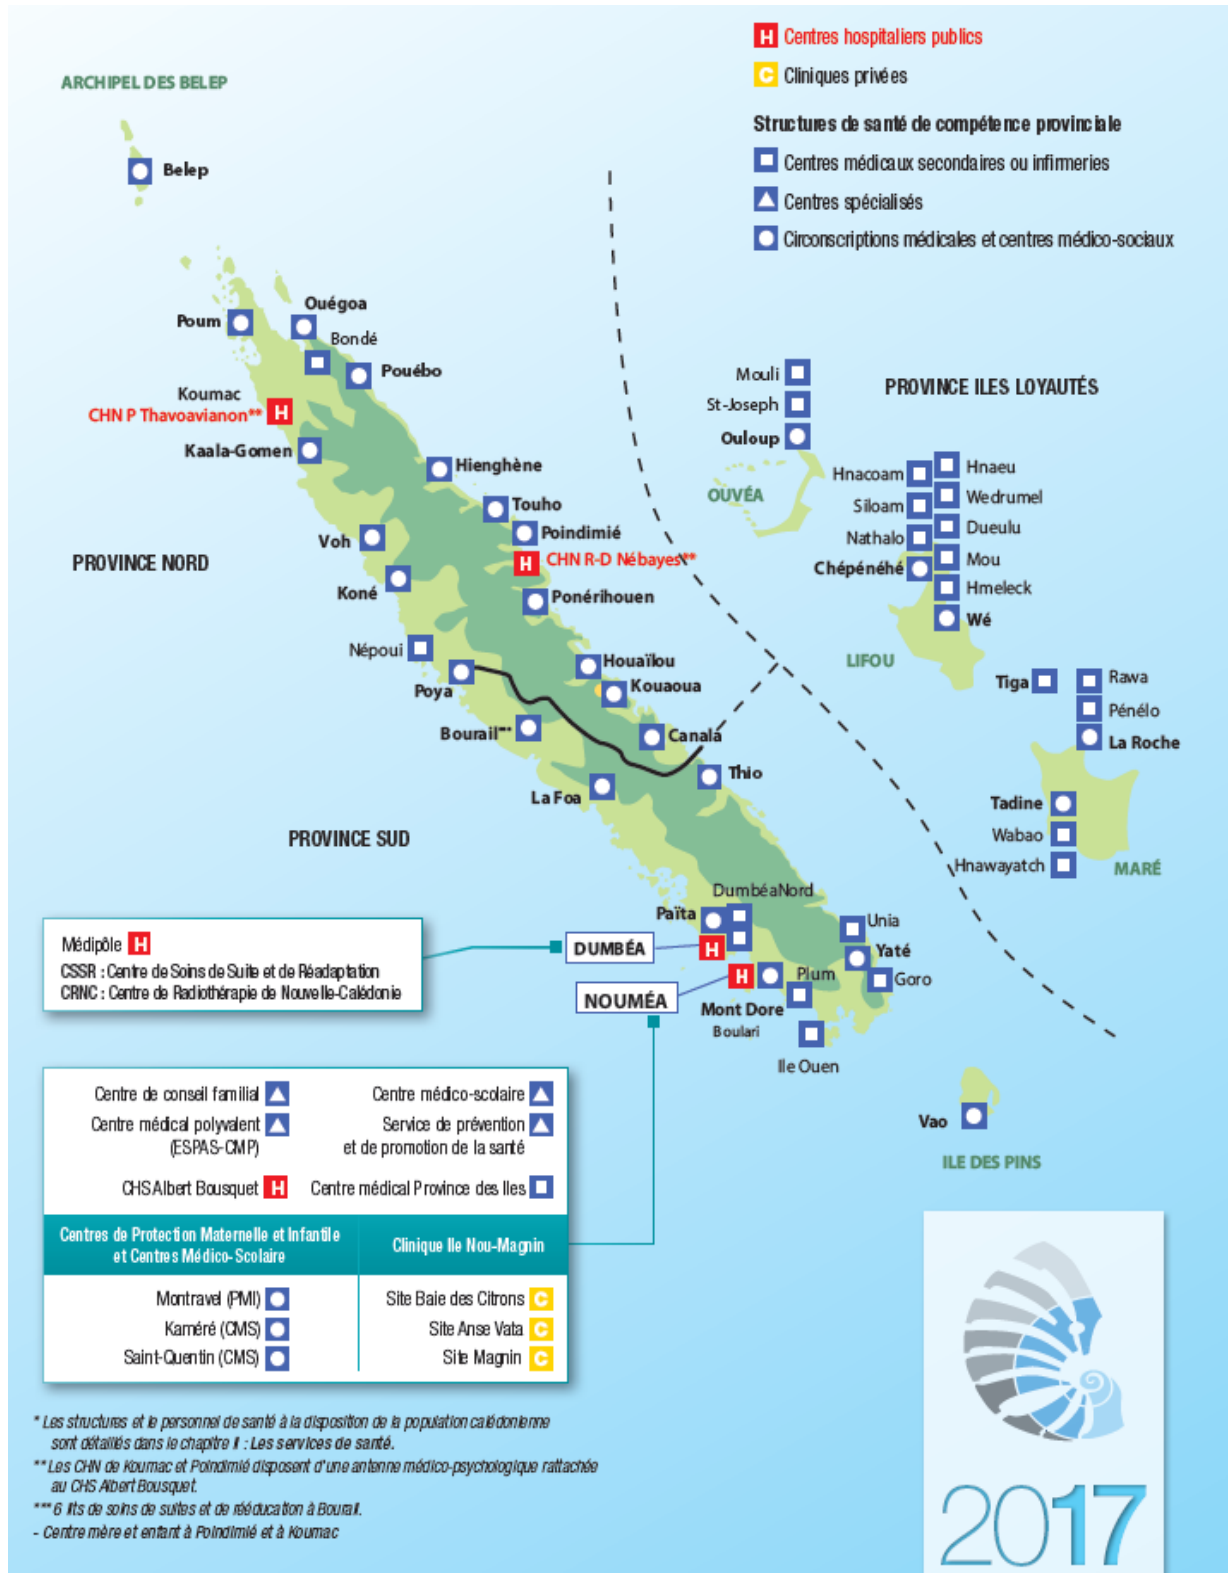 H Centres hospitaliers publics
C Cliniques privées
Structures de santé de compétence provinciale
Centres médicaux secondaires ou infirmeries
Centres spécialisés
Circonscriptions médicales et centres médico-sociaux
ARCHIPEL DES BELEP
Belep
Ouégoa
Poum
Bondé
Pouébo
Koumac
CHN P Thavoavianon** H
Kaala-Gomen
Hienghène
Touho
Poindimié
H CHN R-D Nébayes**
Voh
PROVINCE NORD
Koné
Ponérihouen
Népoui
Houaïlou
Kouaoua
Poya
Bourail***
Canala
Thio
La Foa
PROVINCE SUD
Mouli
St-Joseph
Ouloup
OUVÉA
PROVINCE ILES LOYAUTÉS
Hnacoam
Hnaeu
Siloam
Wedrumel
Nathalo
Dueulu
Chépénéhé
Mou
Hmeleck
Wé
LIFOU
Tiga
Rawa
Pénélo
La Roche
Tadine
Wabao
Hnawayatch
MARÉ
DumbéaNord
Païta
Unia
DUMBÉA
H
Yaté
NOUMÉA
H
Plum
Goro
Mont Dore
Boulari
Ile Ouen
Vao
ILE DES PINS
Médipôle H
CSSR : Centre de Soins de Suite et de Réadaptation
CRNC : Centre de Radiothérapie de Nouvelle-Calédonie
Centre de conseil familial
Centre médico-scolaire
Centre médical polyvalent
(ESPAS-CMP)
Service de prévention
et de promotion de la santé
CHS Albert Bousquet H
Centre médical Province des Iles
Centres de Protection Maternelle et Infantile
et Centres Médico-Scolaire
Clinique Ile Nou-Magnin
Montravel (PMI)
Site Baie des Citrons C
Kaméré (CMS)
Site Anse Vata C
Saint-Quentin (CMS)
Site Magnin C
* Les structures et le personnel de santé à la disposition de la population calédonienne
sont détaillés dans le chapitre II : Les services de santé.
** Les CHN de Koumac et Poindimié disposent d'une antenne médico-psychologique rattachée
au CHS Albert Bousquet.
*** 6 lits de soins de suites et de rééducation à Bourail.
- Centre mère et enfant à Poindimié et à Koumac
2017